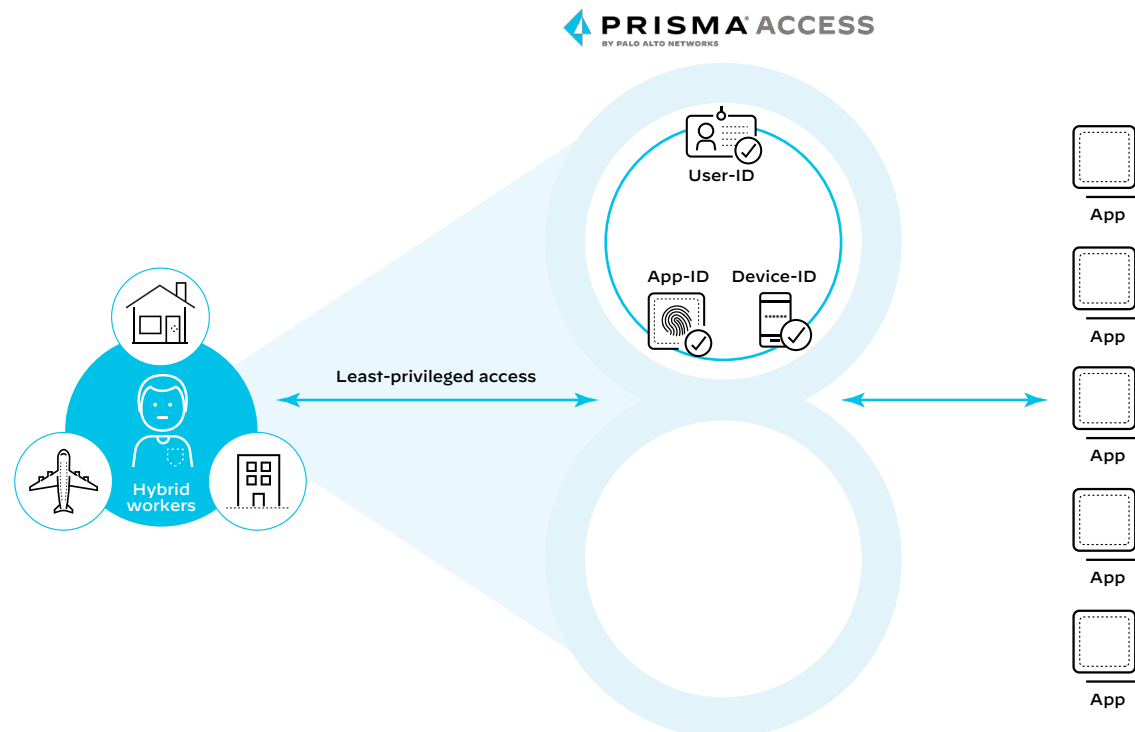 PRISMA® ACCESS
BY PALO ALTO NETWORKS
User-ID
App-ID
Device-ID
Least-privileged access
Hybrid
workers
App
App
App
App
App